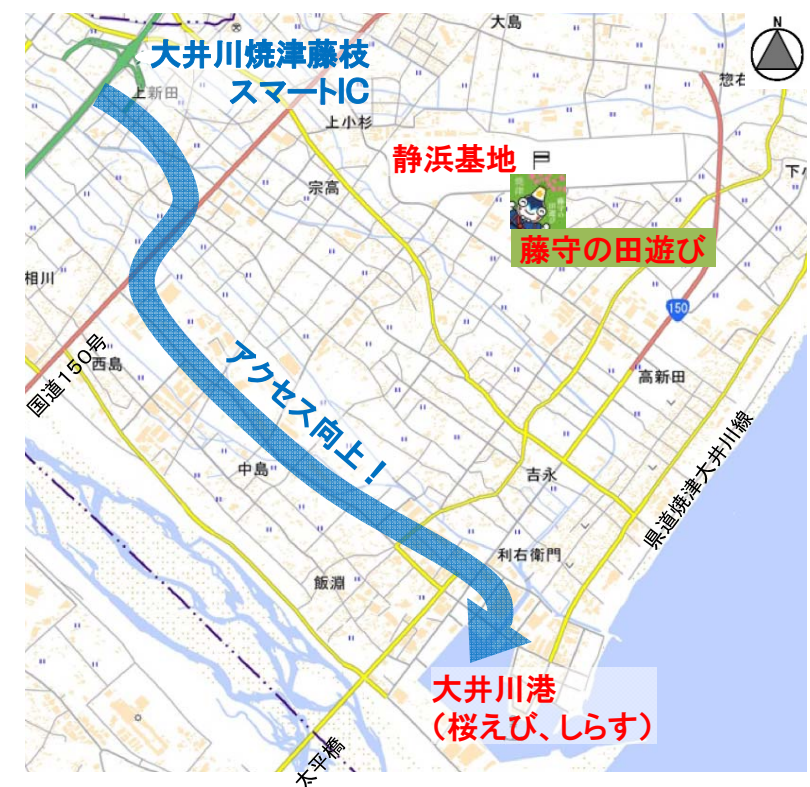 N
大島
大井川焼津藤枝
スマートIC
惣右
上新田
上小杉
静浜基地
宗高
藤守の田遊び
相川
150
西島
国道150号
高新田
アクセス向上!
県道焼津大井川線
中島
吉永
利右衛門
飯淵
大井川港
(桜えび、しらす)
太平橋